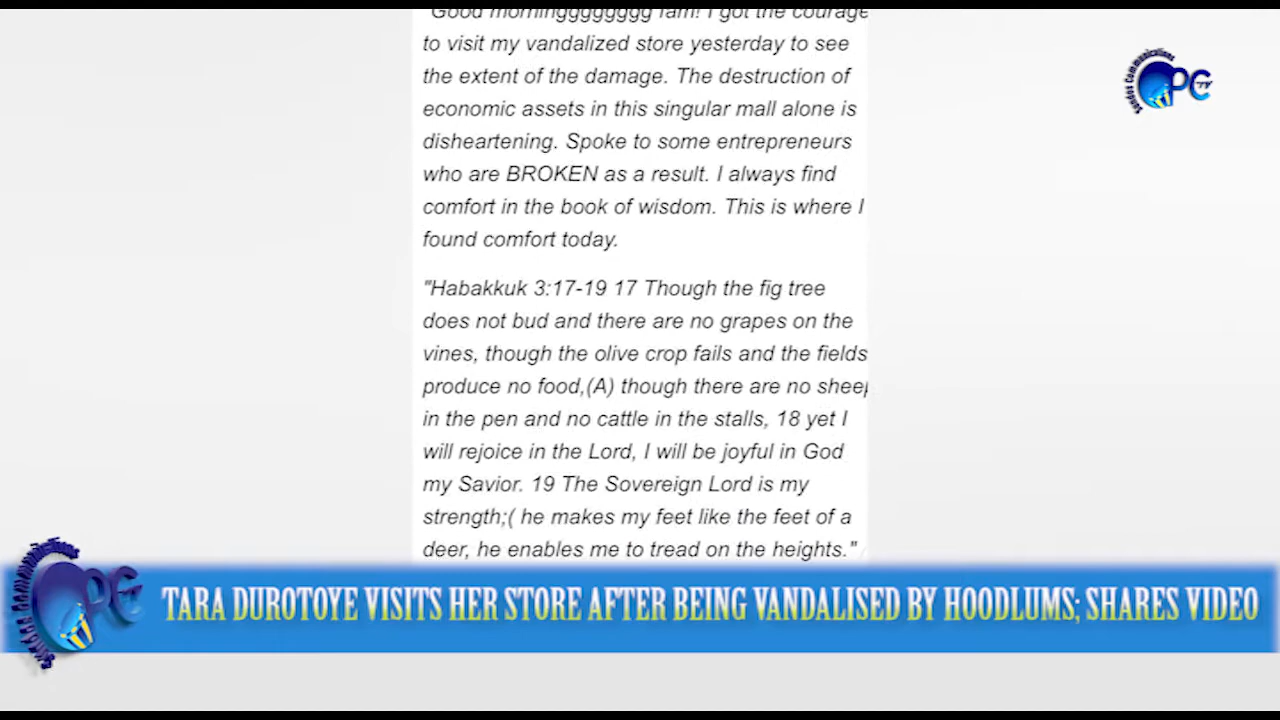 "Good morninggggggg fam! I got the courage
to visit my vandalized store yesterday to see
the extent of the damage. The destruction of
economic assets in this singular mall alone is
disheartening. Spoke to some entrepreneurs
who are BROKEN as a result. I always find
comfort in the book of wisdom. This is where I
found comfort today.
"Habakkuk 3:17-19 17 Though the fig tree
does not bud and there are no grapes on the
vines, though the olive crop fails and the fields
produce no food,(A) though there are no sheep
in the pen and no cattle in the stalls, 18 yet I
will rejoice in the Lord, I will be joyful in God
my Savior. 19 The Sovereign Lord is my
strength;( he makes my feet like the feet of a
deer, he enables me to tread on the heights."
TARA DUROTOYE VISITS HER STORE AFTER BEING VANDALISED BY HOODLUMS; SHARES VIDEO